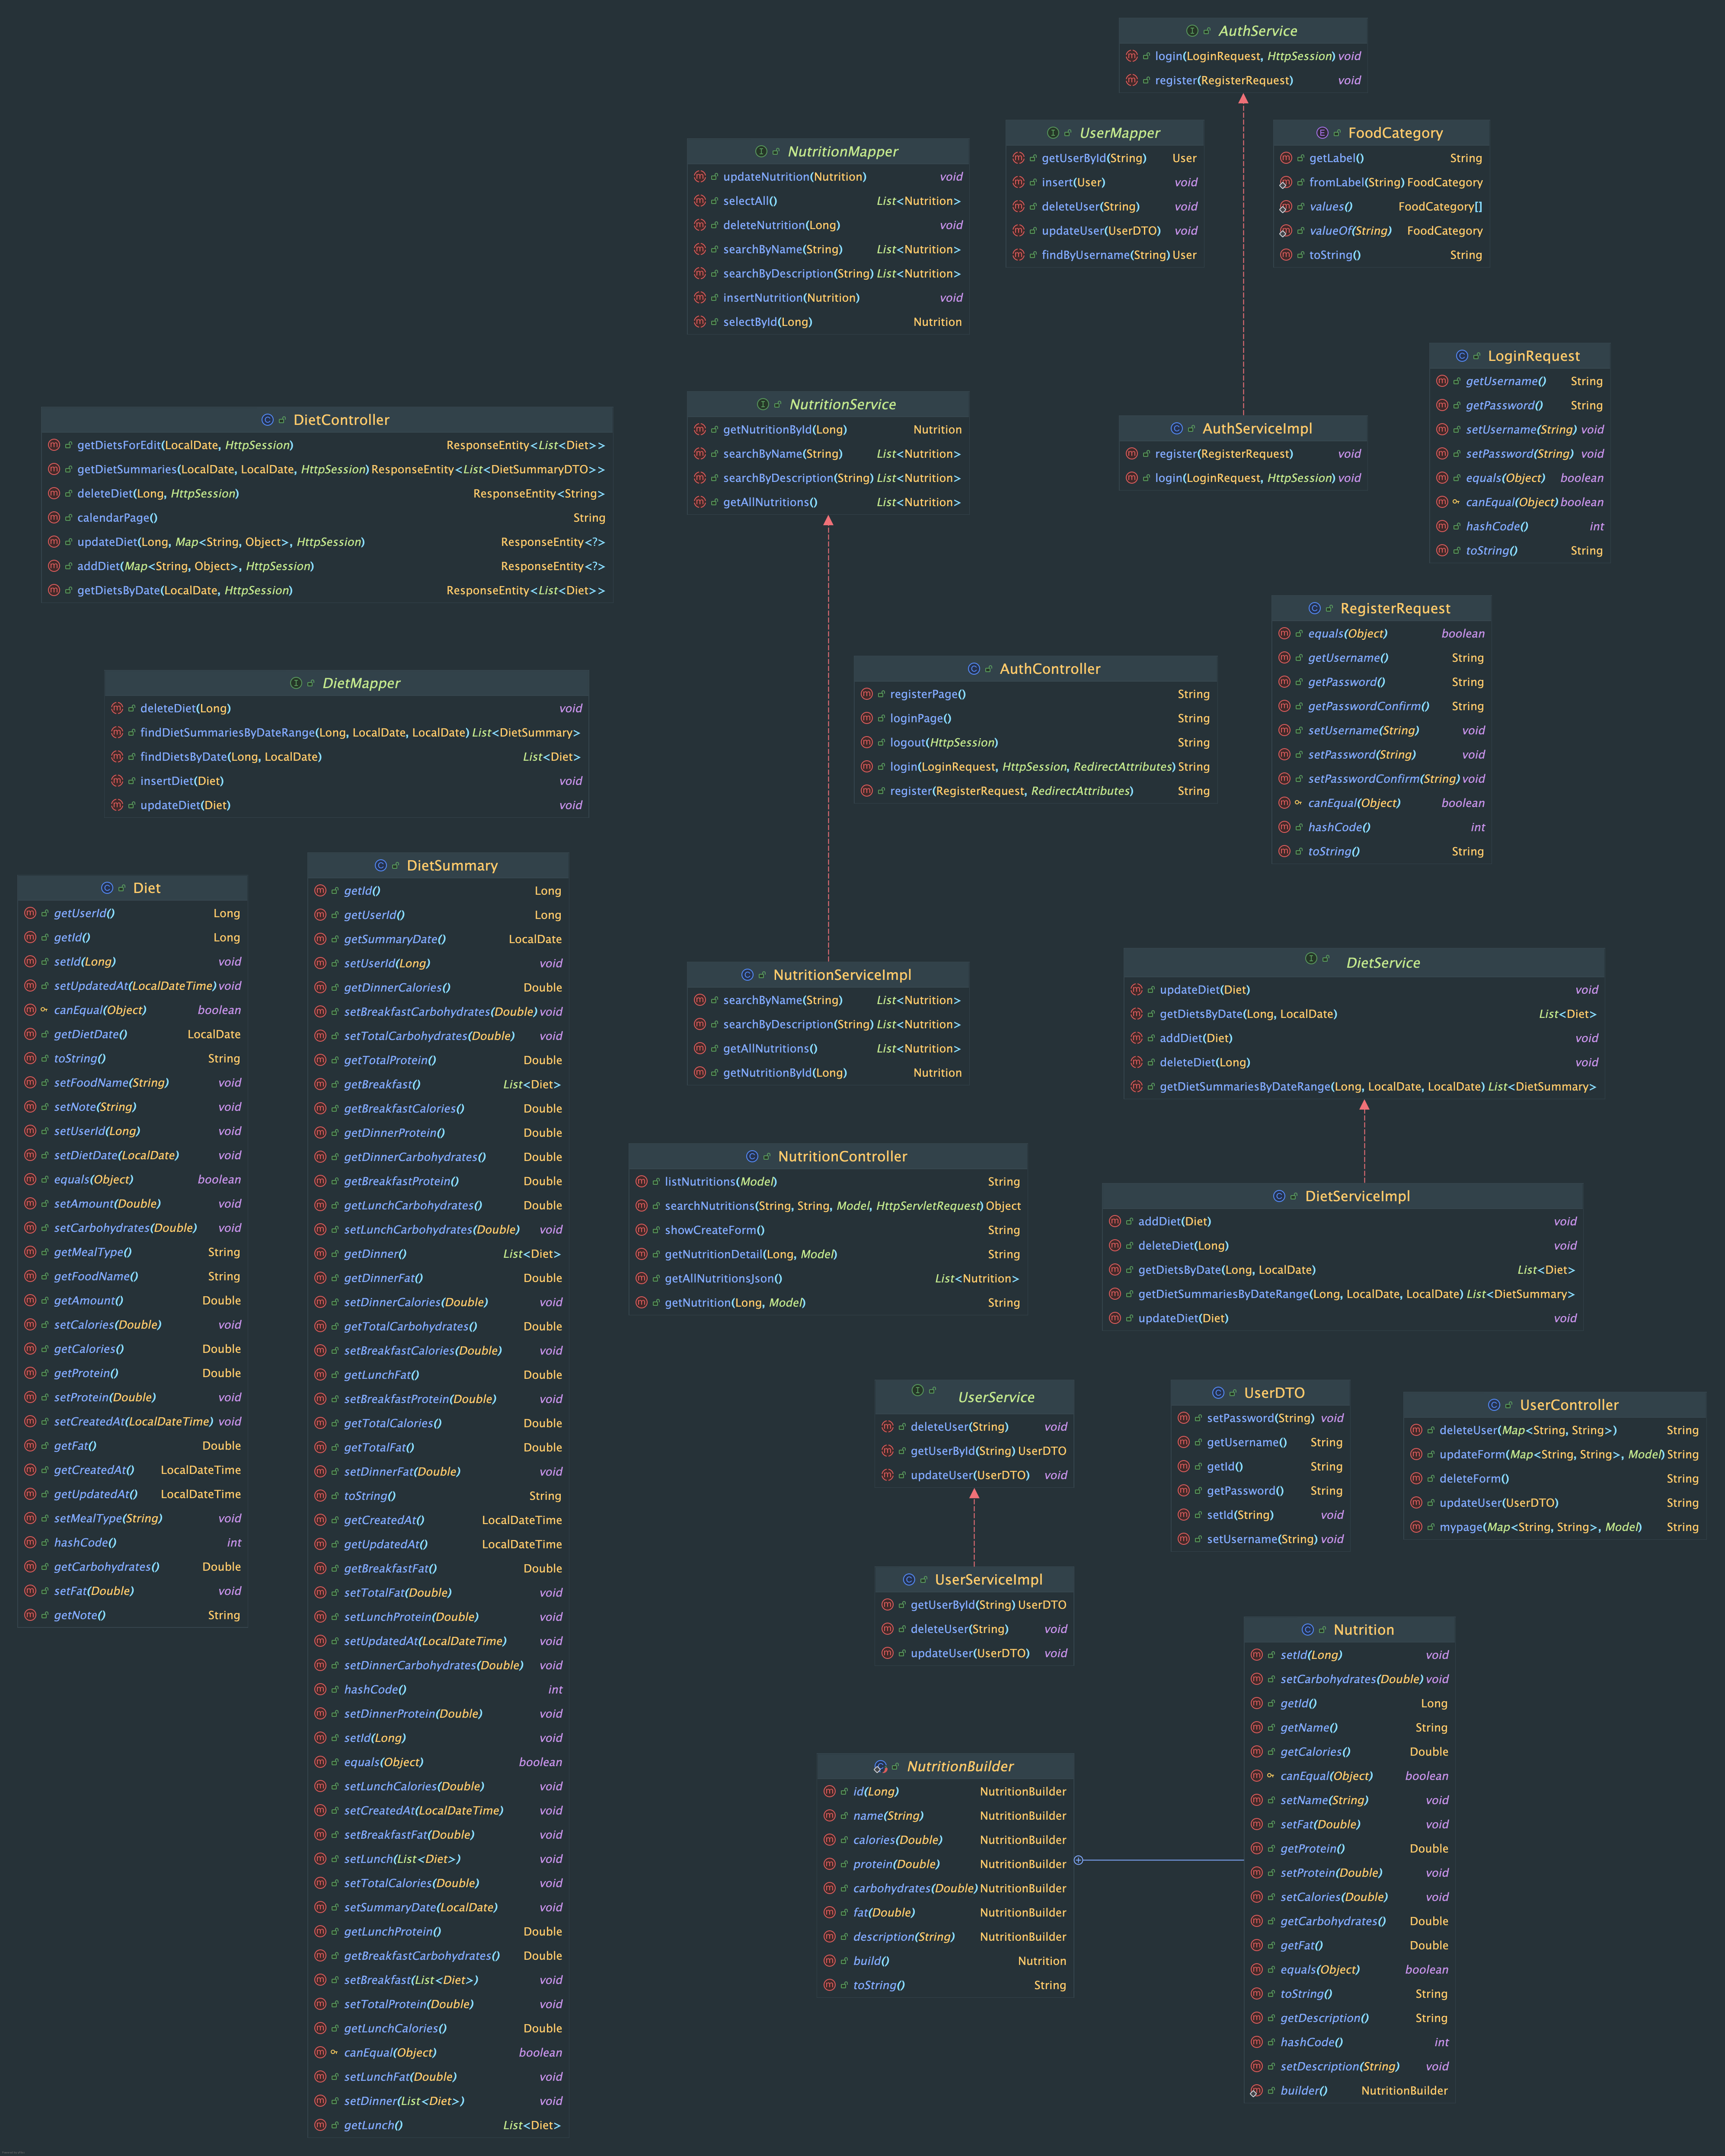 AuthService
login(LoginRequest, HttpSession) void
register(RegisterRequest) void
UserMapper
getUserById(String) User
insert(User) void
deleteUser(String) void
updateUser(UserDTO) void
findByUsername(String) User
FoodCategory
getLabel() String
fromLabel(String) FoodCategory
values() FoodCategory[]
valueOf(String) FoodCategory
toString() String
NutritionMapper
updateNutrition(Nutrition) void
selectAll() List<Nutrition>
deleteNutrition(Long) void
searchByName(String) List<Nutrition>
searchByDescription(String) List<Nutrition>
insertNutrition(Nutrition) void
selectById(Long) Nutrition
LoginRequest
getUsername() String
getPassword() String
setUsername(String) void
setPassword(String) void
equals(Object) boolean
canEqual(Object) boolean
hashCode() int
toString() String
NutritionService
getNutritionById(Long) Nutrition
searchByName(String) List<Nutrition>
searchByDescription(String) List<Nutrition>
getAllNutritions() List<Nutrition>
DietController
getDietsForEdit(LocalDate, HttpSession) ResponseEntity<List<Diet>>
getDietSummaries(LocalDate, LocalDate, HttpSession) ResponseEntity<List<DietSummaryDTO>>
deleteDiet(Long, HttpSession) ResponseEntity<String>
calendarPage() String
updateDiet(Long, Map<String, Object>, HttpSession) ResponseEntity<?>
addDiet(Map<String, Object>, HttpSession) ResponseEntity<?>
getDietsByDate(LocalDate, HttpSession) ResponseEntity<List<Diet>>
AuthServiceImpl
register(RegisterRequest) void
login(LoginRequest, HttpSession) void
RegisterRequest
equals(Object) boolean
getUsername() String
getPassword() String
getPasswordConfirm() String
setUsername(String) void
setPassword(String) void
setPasswordConfirm(String) void
canEqual(Object) boolean
hashCode() int
toString() String
AuthController
registerPage() String
loginPage() String
logout(HttpSession) String
login(LoginRequest, HttpSession, RedirectAttributes) String
register(RegisterRequest, RedirectAttributes) String
DietMapper
deleteDiet(Long) void
findDietSummariesByDateRange(Long, LocalDate, LocalDate) List<DietSummary>
findDietsByDate(Long, LocalDate) List<Diet>
insertDiet(Diet) void
updateDiet(Diet) void
Diet
getUserId() Long
getId() Long
setId(Long) void
setUpdatedAt(LocalDateTime) void
canEqual(Object) boolean
getDietDate() LocalDate
toString() String
setFoodName(String) void
setNote(String) void
setUserId(Long) void
setDietDate(LocalDate) void
equals(Object) boolean
setAmount(Double) void
setCarbohydrates(Double) void
getMealType() String
getFoodName() String
getAmount() Double
setCalories(Double) void
getCalories() Double
getProtein() Double
setProtein(Double) void
setCreatedAt(LocalDateTime) void
getFat() Double
getCreatedAt() LocalDateTime
getUpdatedAt() LocalDateTime
setMealType(String) void
hashCode() int
getCarbohydrates() Double
setFat(Double) void
getNote() String
DietSummary
getId() Long
getUserId() Long
getSummaryDate() LocalDate
setUserId(Long) void
getDinnerCalories() Double
setBreakfastCarbohydrates(Double) void
setTotalCarbohydrates(Double) void
getTotalProtein() Double
getBreakfast() List<Diet>
getBreakfastCalories() Double
getDinnerProtein() Double
getDinnerCarbohydrates() Double
getBreakfastProtein() Double
getLunchCarbohydrates() Double
setLunchCarbohydrates(Double) void
getDinner() List<Diet>
getDinnerFat() Double
setDinnerCalories(Double) void
getTotalCarbohydrates() Double
setBreakfastCalories(Double) void
getLunchFat() Double
setBreakfastProtein(Double) void
getTotalCalories() Double
getTotalFat() Double
setDinnerFat(Double) void
toString() String
getCreatedAt() LocalDateTime
getUpdatedAt() LocalDateTime
getBreakfastFat() Double
setTotalFat(Double) void
setLunchProtein(Double) void
setUpdatedAt(LocalDateTime) void
setDinnerCarbohydrates(Double) void
hashCode() int
setDinnerProtein(Double) void
setId(Long) void
equals(Object) boolean
setLunchCalories(Double) void
setCreatedAt(LocalDateTime) void
setBreakfastFat(Double) void
setLunch(List<Diet>) void
setTotalCalories(Double) void
setSummaryDate(LocalDate) void
getLunchProtein() Double
getBreakfastCarbohydrates() Double
setBreakfast(List<Diet>) void
setTotalProtein(Double) void
getLunchCalories() Double
canEqual(Object) boolean
setLunchFat(Double) void
setDinner(List<Diet>) void
getLunch() List<Diet>
NutritionServiceImpl
searchByName(String) List<Nutrition>
searchByDescription(String) List<Nutrition>
getAllNutritions() List<Nutrition>
getNutritionById(Long) Nutrition
DietService
updateDiet(Diet) void
getDietsByDate(Long, LocalDate) List<Diet>
addDiet(Diet) void
deleteDiet(Long) void
getDietSummariesByDateRange(Long, LocalDate, LocalDate) List<DietSummary>
NutritionController
listNutritions(Model) String
searchNutritions(String, String, Model, HttpServletRequest) Object
showCreateForm() String
getNutritionDetail(Long, Model) String
getAllNutritionsJson() List<Nutrition>
getNutrition(Long, Model) String
DietServiceImpl
addDiet(Diet) void
deleteDiet(Long) void
getDietsByDate(Long, LocalDate) List<Diet>
getDietSummariesByDateRange(Long, LocalDate, LocalDate) List<DietSummary>
updateDiet(Diet) void
UserService
deleteUser(String) void
getUserById(String) UserDTO
updateUser(UserDTO) void
UserDTO
setPassword(String) void
getUsername() String
getId() String
getPassword() String
setId(String) void
setUsername(String) void
UserController
deleteUser(Map<String, String>) String
updateForm(Map<String, String>, Model) String
deleteForm() String
updateUser(UserDTO) String
mypage(Map<String, String>, Model) String
UserServiceImpl
getUserById(String) UserDTO
deleteUser(String) void
updateUser(UserDTO) void
Nutrition
setId(Long) void
setCarbohydrates(Double) void
getId() Long
getName() String
getCalories() Double
canEqual(Object) boolean
setName(String) void
setFat(Double) void
getProtein() Double
setProtein(Double) void
setCalories(Double) void
getCarbohydrates() Double
getFat() Double
equals(Object) boolean
toString() String
getDescription() String
hashCode() int
setDescription(String) void
builder() NutritionBuilder
NutritionBuilder
id(Long) NutritionBuilder
name(String) NutritionBuilder
calories(Double) NutritionBuilder
protein(Double) NutritionBuilder
carbohydrates(Double) NutritionBuilder
fat(Double) NutritionBuilder
description(String) NutritionBuilder
build() Nutrition
toString() String